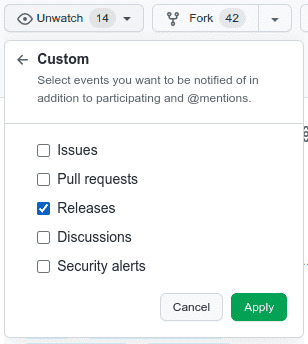 Unwatch 14 Fork 42
Custom
Select events you want to be notified of in
addition to participating and @mentions.
Issues
Pull requests
Releases
Discussions
Security alerts
Cancel Apply